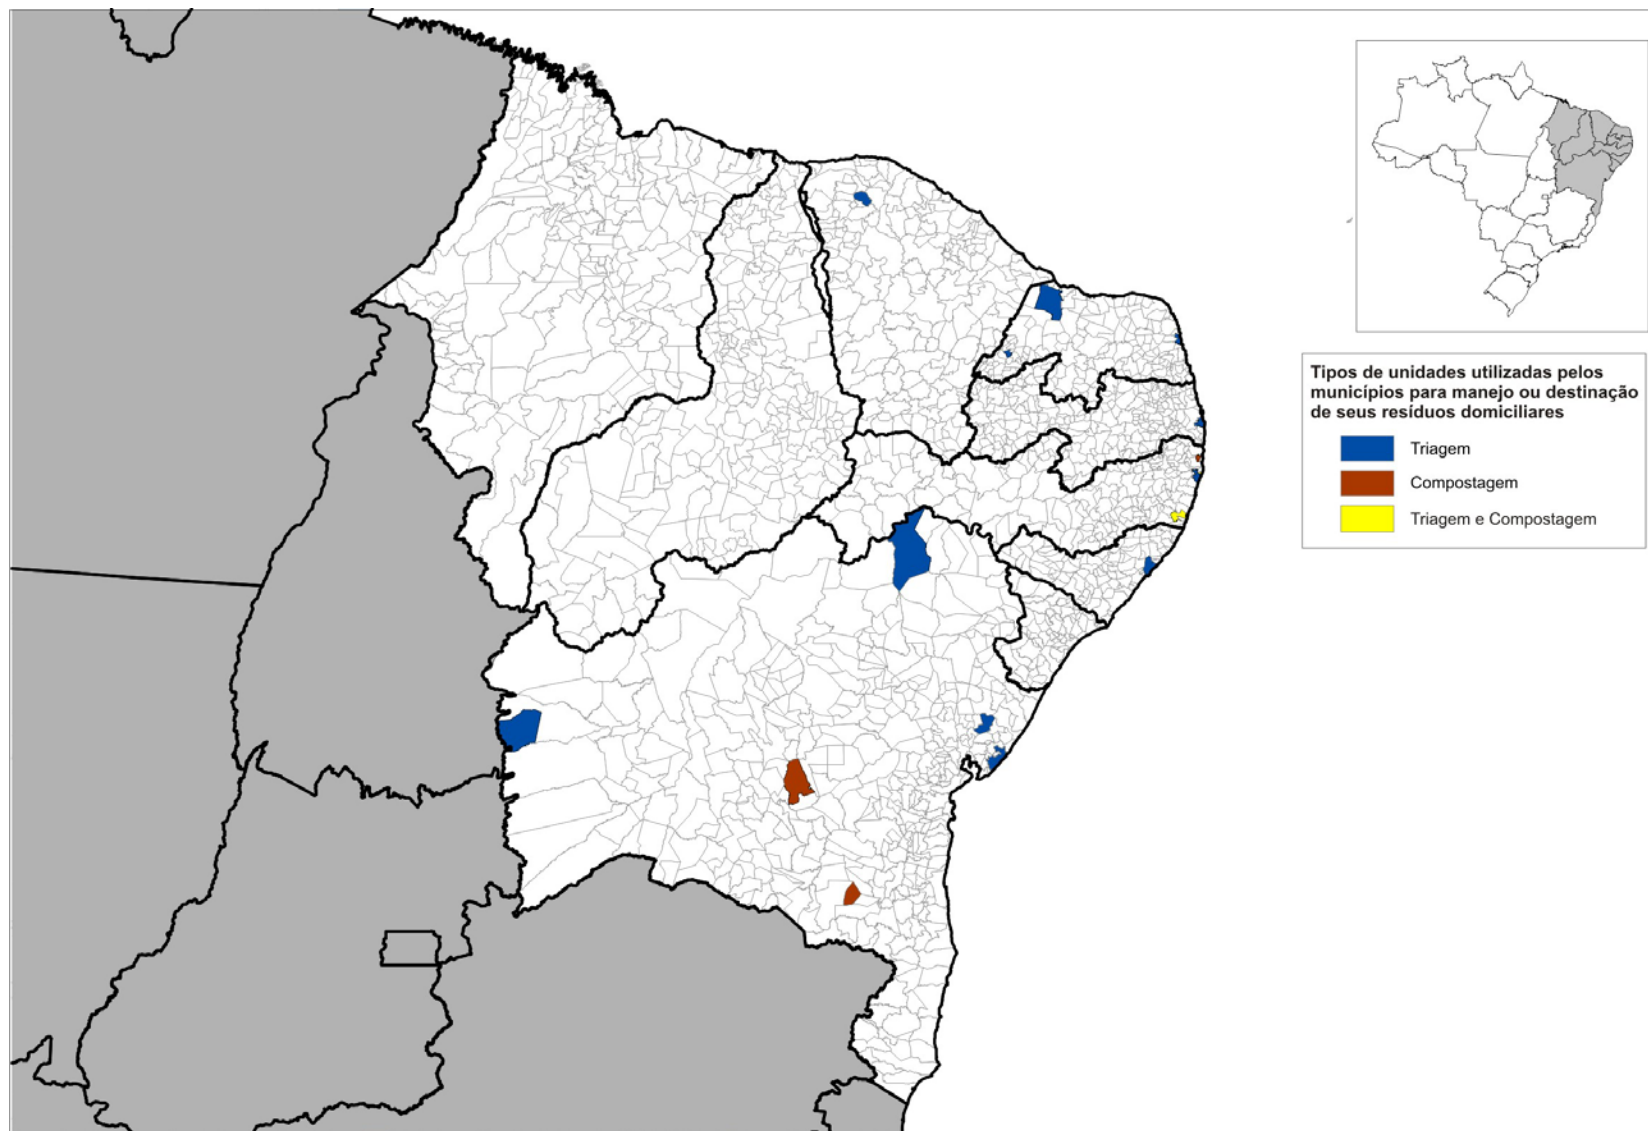 Tipos de unidades utilizadas pelos
municípios para manejo ou destinação
de seus resíduos domiciliares
Triagem
Compostagem
Triagem e Compostagem